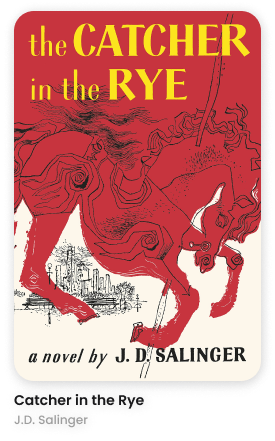 the CATCHER
in the RYE
a novel by J. D. SALINGER
Catcher in the Rye
J.D. Salinger